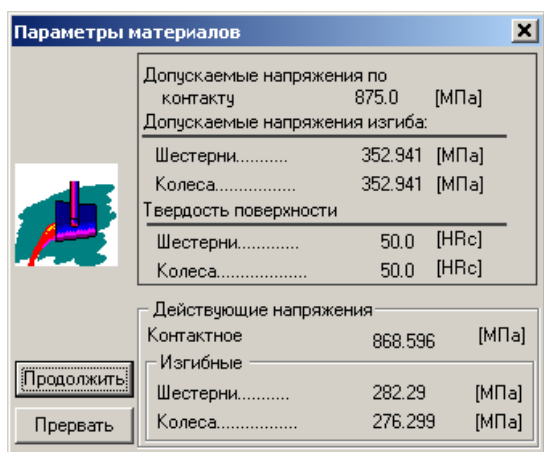 Параметры материалов
Допускаемые напряжения по
контакту 875.0 [МПа]
Допускаемые напряжения изгиба:
Шестерни........... 352.941 [МПа]
Колеса................. 352.941 [МПа]
Твердость поверхности
Шестерни............. 50.0 [HRc]
Колеса................... 50.0 [HRc]
Действующие напряжения
Контактное 868.596 [МПа]
Изгибные
Шестерни........... 282.29 [МПа]
Колеса................. 276.299 [МПа]
Продолжить
Прервать